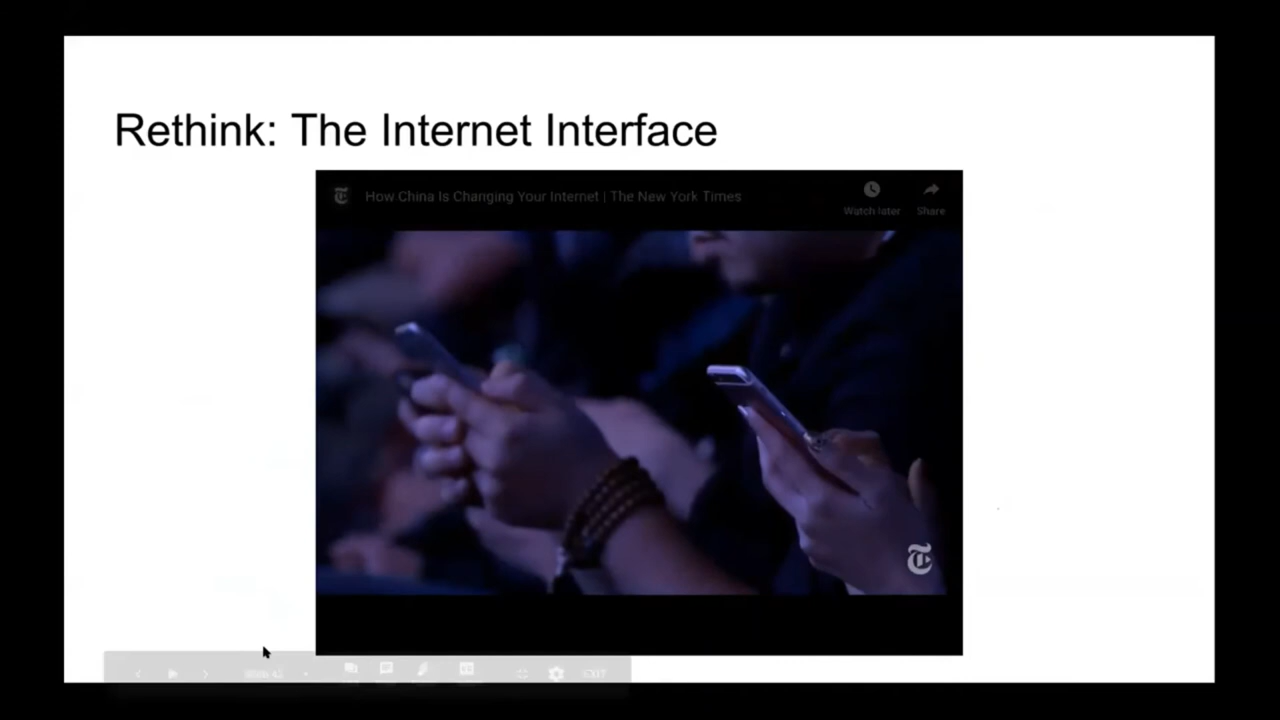 Rethink: The Internet Interface
How China Is Changing Your Internet | The New York Times
Watch later
Share